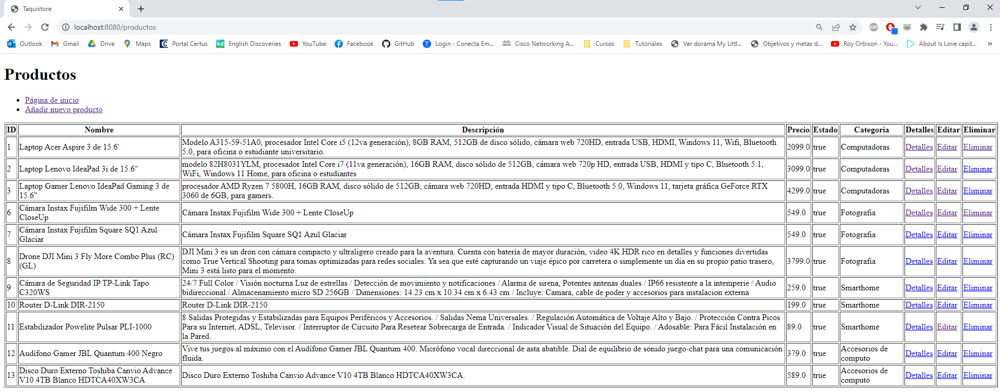 Taquistore
localhost:8080/productos
Outlook Gmail Drive Maps Portal Certus English Discoveries YouTube Facebook GitHub Login - Conecta Em... Cisco Networking A... Cursos Tutoriales Ver dorama My Littl... Objetivos y metas d... Roy Orbison - You... About Is Love capit... »
Productos
• Página de inicio
• Añadir nuevo producto
ID Nombre Descripción Precio Estado Categoria Detalles Editar Eliminar
1 Laptop Acer Aspire 3 de 15.6' Modelo A315-59-51A0, procesador Intel Core i5 (12va generación), 8GB RAM, 512GB de disco sólido, cámara web 720HD, entrada USB, HDMI, Windows 11, Wifi, Bluetooth
5.0, para oficina o estudiante universitario. 2099.0 true Computadoras Detalles Editar Eliminar
2 Laptop Lenovo IdeaPad 3i de 15.6" modelo 82H8031YLM, procesador Intel Core i7 (11va generación), 16GB RAM, disco sólido de 512GB, cámara web 720p HD, entrada USB, HDMI y tipo C, Bluetooth 5.1,
WiFi, Windows 11 Home, para oficina o estudiantes 3099.0 true Computadoras Detalles Editar Eliminar
3 Laptop Gamer Lenovo IdeaPad Gaming 3 de
15.6" procesador AMD Ryzen 7 5800H, 16GB RAM, disco sólido de 512GB, cámara web 720HD, entrada HDMI y tipo C, Bluetooth 5.0, Windows 11, tarjeta gráfica GeForce RTX
3060 de 6GB, para gamers. 4299.0 true Computadoras Detalles Editar Eliminar
6 Cámara Instax Fujifilm Wide 300 + Lente
CloseUp Cámara Instax Fujifilm Wide 300 + Lente CloseUp 549.0 true Fotografía Detalles Editar Eliminar
7 Cámara Instax Fujifilm Square SQ1 Azul
Glaciar Cámara Instax Fujifilm Square SQ1 Azul Glaciar 549.0 true Fotografía Detalles Editar Eliminar
8 Drone DJI Mini 3 Fly More Combo Plus (RC)
(GL) DJI Mini 3 es un dron con cámara compacto y ultraligero creado para la aventura. Cuenta con batería de mayor duración, video 4K HDR rico en detalles y funciones divertidas
como True Vertical Shooting para tomas optimizadas para redes sociales. Ya sea que esté capturando un viaje épico por carretera o simplemente un día en su propio patio trasero,
Mini 3 está listo para el momento. 3799.0 true Fotografía Detalles Editar Eliminar
9 Cámara de Seguridad IP TP-Link Tapo
C320WS 24/7 Full Color / Visión nocturna Luz de estrellas / Detección de movimiento y notificaciones / Alarma de sirena, Potentes antenas duales / IP66 resistente a la intemperie / Audio
bidireccional / Almacenamiento micro SD 256GB / Dimensiones: 14.23 cm x 10.34 cm x 6.43 cm / Incluye: Camara, cable de poder y accesorios para instalacion externa 259.0 true Smarthome Detalles Editar Eliminar
10 Router D-Link DIR-2150 Router D-Link DIR-2150 199.0 true Smarthome Detalles Editar Eliminar
11 Estabilizador Powelite Pulsar PLI-1000 8 Salidas Protegidas y Estabilizadas para Equipos Periféricos y Accesorios. / Salidas Nema Universales. / Regulación Automática de Voltaje Alto y Bajo. / Protección Contra Picos
Para su Internet, ADSL, Televisor. / Interruptor de Circuito Para Resetear Sobrecarga de Entrada. / Indicador Visual de Situación del Equipo. / Adosable: Para Fácil Instalación en
la Pared. 89.0 true Smarthome Detalles Editar Eliminar
12 Audífono Gamer JBL Quantum 400 Negro Vive tus juegos al máximo con el Audífono Gamer JBL Quantum 400. Micrófono vocal direccional de asta abatible. Dial de equilibrio de sonido juego-chat para una comunicación
fluida. 379.0 true Accesorios de
computo Detalles Editar Eliminar
13 Disco Duro Externo Toshiba Canvio Advance
V10 4TB Blanco HDTCA40XW3CA Disco Duro Externo Toshiba Canvio Advance V10 4TB Blanco HDTCA40XW3CA. 589.0 true Accesorios de
computo Detalles Editar Eliminar